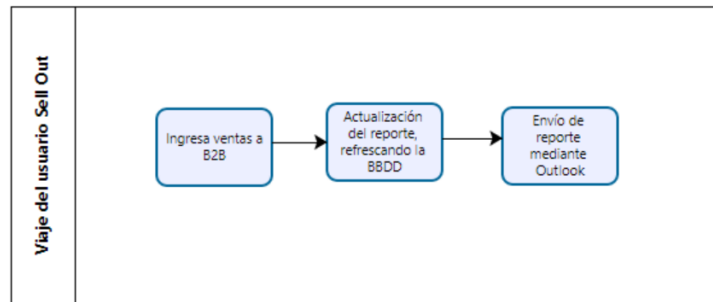 Viaje del usuario Sell Out
Ingresa ventas a
B2B
Actualización
del reporte,
refrescando la
BBDD
Envío de
reporte
mediante
Outlook